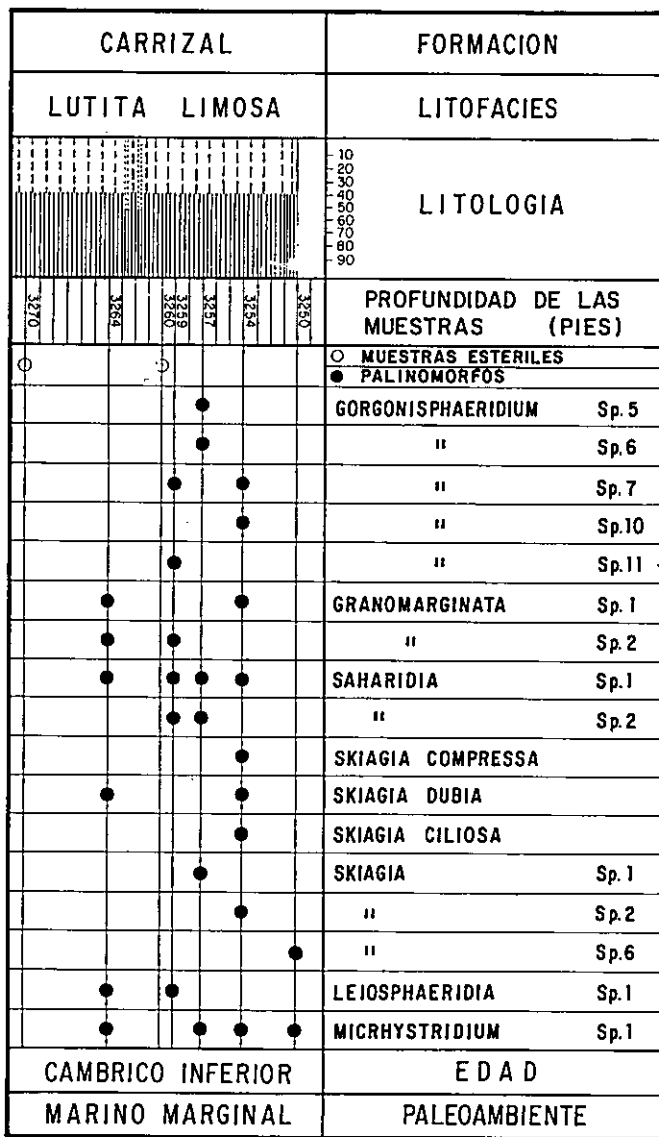 CARRIZAL FORMACION
LUTITA LIMOSA LITOFACIES
10
20
30
40
50
60
70
80
90
LITOLOGIA
3270 3264 3260 3259 3257 3254 3250
PROFUNDIDAD DE LAS
MUESTRAS (PIES)
MUESTRAS ESTERILES
PALINOMORFOS
GORGONISPHAERIDIUM Sp. 5
" Sp. 6
" Sp. 7
" Sp. 10
" Sp. 11
GRANOMARGINATA Sp. 1
" Sp. 2
SAHARIDIA Sp. 1
" Sp. 2
SKIAGIA COMPRESSA
SKIAGIA DUBIA
SKIAGIA CILIOSA
SKIAGIA Sp. 1
" Sp. 2
" Sp. 6
LEIOSPHAERIDIA Sp. 1
MICRHYSTRIDIUM Sp. 1
CAMBRICO INFERIOR EDAD
MARINO MARGINAL PALEOAMBIENTE